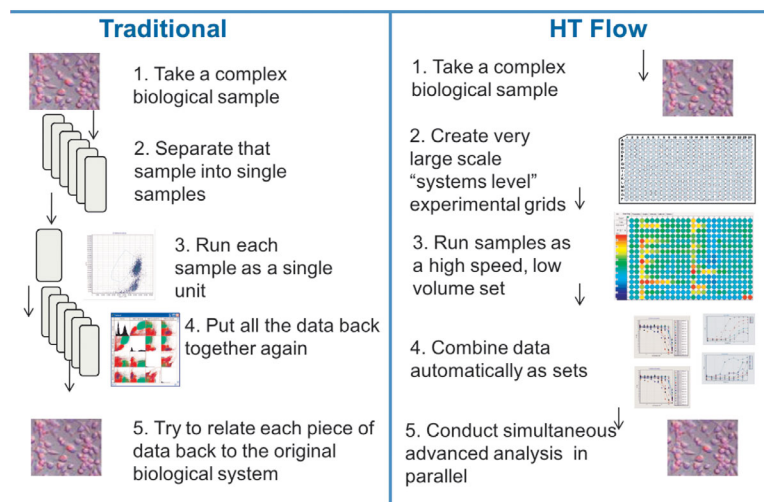 Traditional
1. Take a complex
biological sample
2. Separate that
sample into single
samples
3. Run each
sample as a single
unit
4. Put all the data back
together again
5. Try to relate each piece of
data back to the original
biological system
HT Flow
1. Take a complex
biological sample
2. Create very
large scale
“systems level”
experimental grids
3. Run samples as
a high speed, low
volume set
4. Combine data
automatically as sets
5. Conduct simultaneous
advanced analysis in
parallel